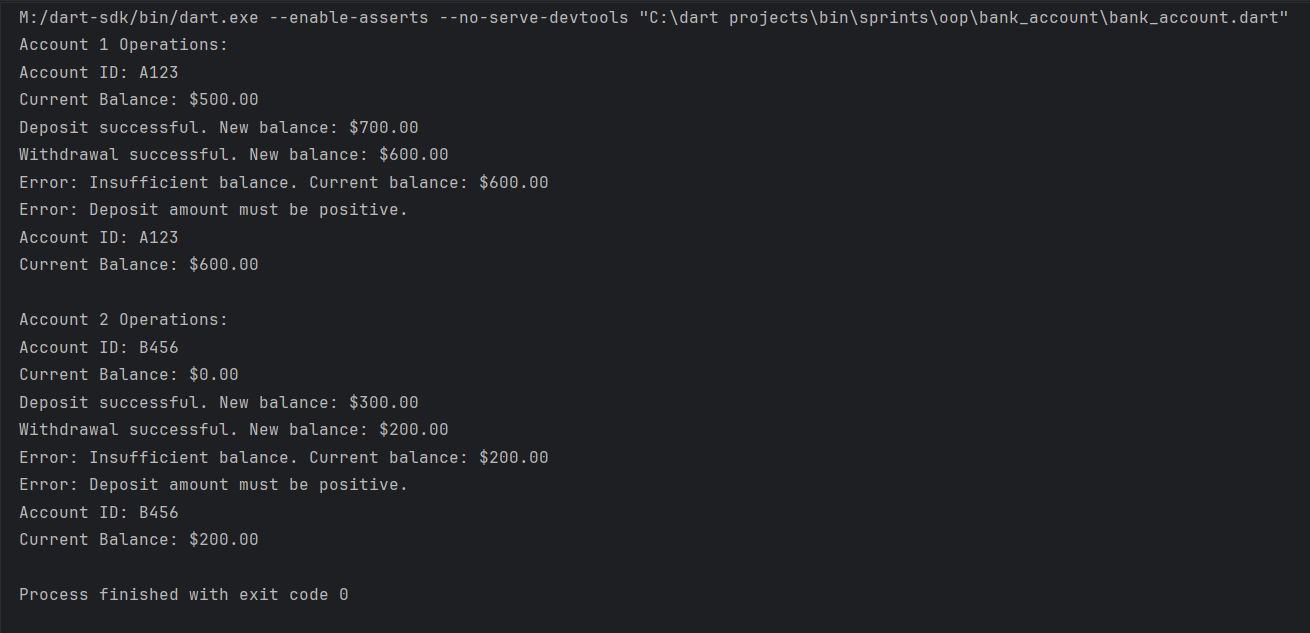 M:/dart-sdk/bin/dart.exe --enable-asserts --no-serve-devtools "C:\dart projects\bin\sprints\oop\bank_account\bank_account.dart"
Account 1 Operations:
Account ID: A123
Current Balance: $500.00
Deposit successful. New balance: $700.00
Withdrawal successful. New balance: $600.00
Error: Insufficient balance. Current balance: $600.00
Error: Deposit amount must be positive.
Account ID: A123
Current Balance: $600.00

Account 2 Operations:
Account ID: B456
Current Balance: $0.00
Deposit successful. New balance: $300.00
Withdrawal successful. New balance: $200.00
Error: Insufficient balance. Current balance: $200.00
Error: Deposit amount must be positive.
Account ID: B456
Current Balance: $200.00

Process finished with exit code 0